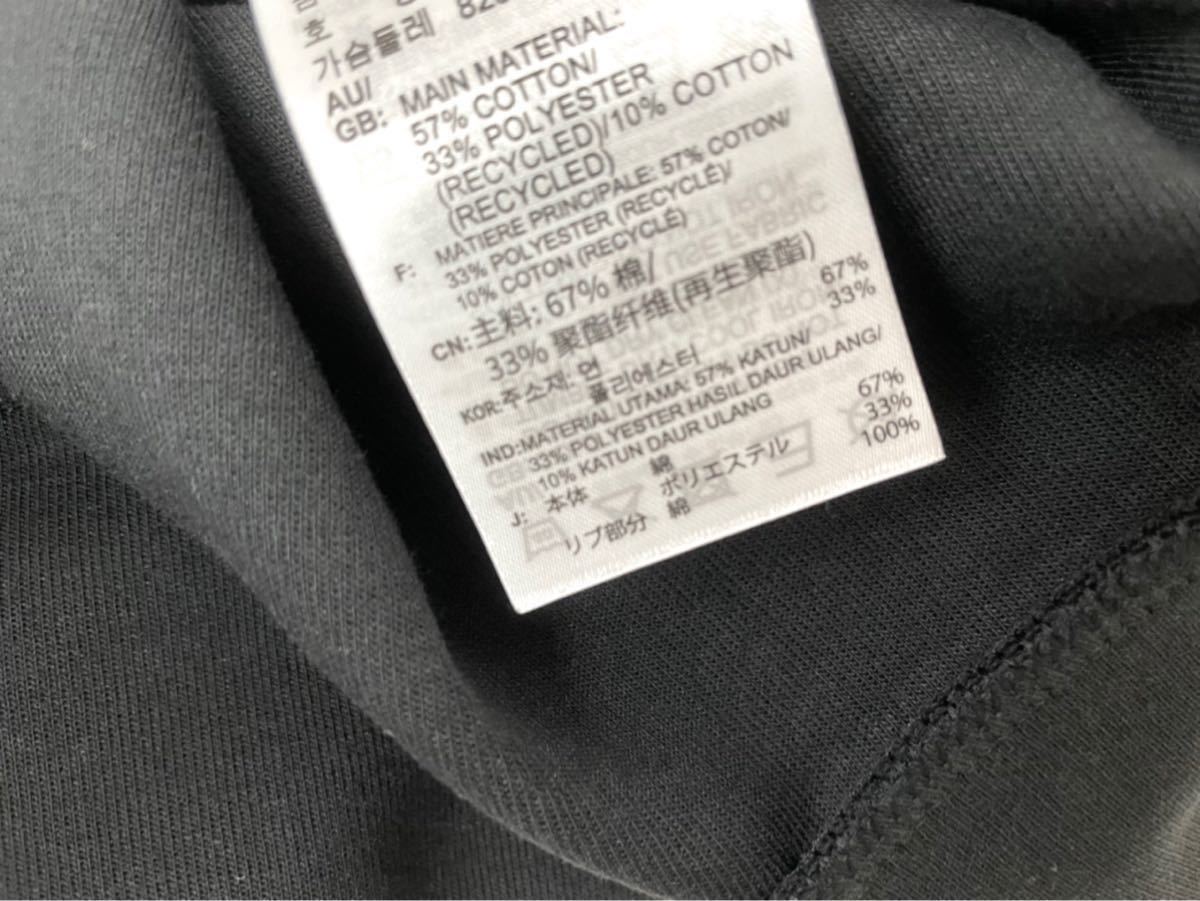 호
가슴둘레
AU/
GB: MAIN MATERIAL:
57% COTTON/
33% POLYESTER
(RECYCLED)/10% COTTON
(RECYCLED)
F: MATIERE PRINCIPALE: 57% COTON/
33% POLYESTER (RECYCLÉ)/
10% COTON (RECYCLÉ)
CN: 主料: 67% 棉/
33% 聚酯纤维(再生聚酯)
KOR: 주소재: 면 67%
폴리에스터 33%
IND: MATERIAL UTAMA: 57% KATUN/
33% POLYESTER HASIL DAUR ULANG/
10% KATUN DAUR ULANG
J: 本体 綿 67%
ポリエステル 33%
リブ部分 綿 100%